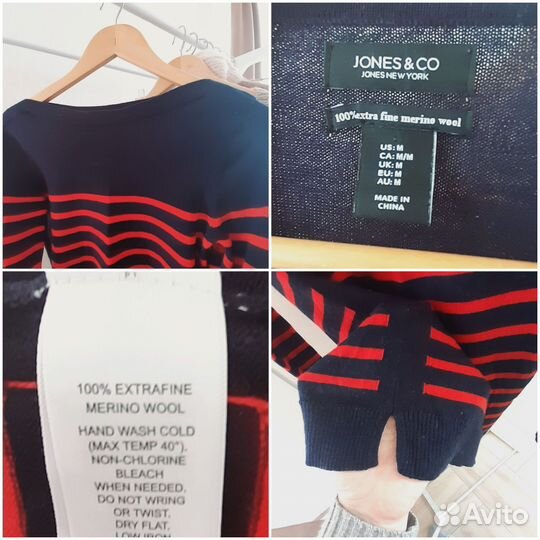 JONES&CO
JONES NEW YORK
100%extra fine merino wool
US: M
CA: M/M
UK: M
EU: M
AU: M
MADE IN
CHINA
100% EXTRAFINE
MERINO WOOL
HAND WASH COLD
(MAX TEMP 40°).
NON-CHLORINE
BLEACH
WHEN NEEDED.
DO NOT WRING
OR TWIST.
DRY FLAT.
LOW IRON
Avito